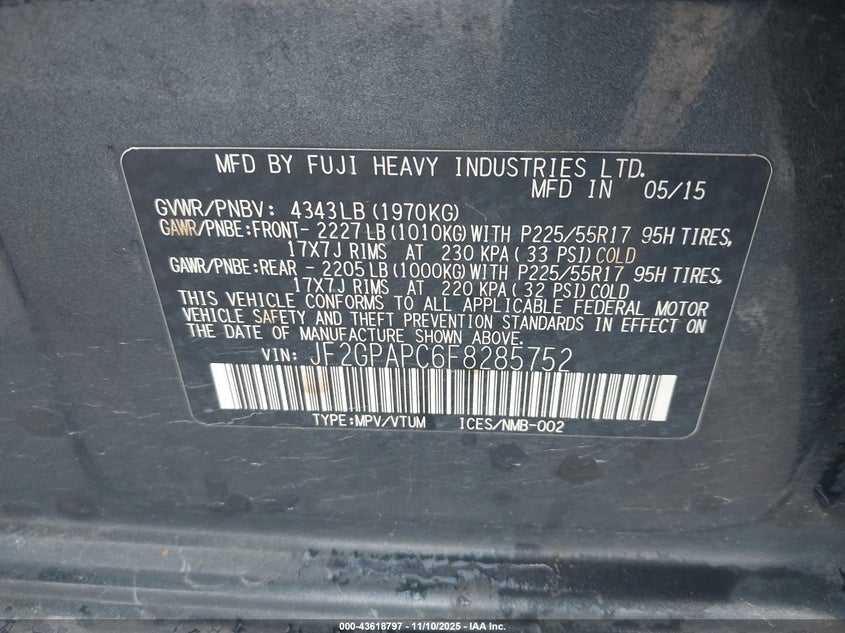 MFD BY FUJI HEAVY INDUSTRIES LTD.
MFD IN 05/15
GVWR/PNBV: 4343LB(1970KG)
GAWR/PNBE:FRONT- 2227LB(1010KG)WITH P225/55R17 95H TIRES,
17X7J RIMS AT 230 KPA(33 PSI)COLD
GAWR/PNBE:REAR - 2205LB(1000KG)WITH P225/55R17 95H TIRES,
17X7J RIMS AT 220 KPA(32 PSI)COLD
THIS VEHICLE CONFORMS TO ALL APPLICABLE FEDERAL MOTOR
VEHICLE SAFETY AND THEFT PREVENTION STANDARDS IN EFFECT ON
THE DATE OF MANUFACTURE SHOWN ABOVE.
VIN: JF2GPAPC6F8285752
TYPE:MPV/VTUM ICES/NMB-002
000-43618797 - 11/10/2025 - IAA Inc.